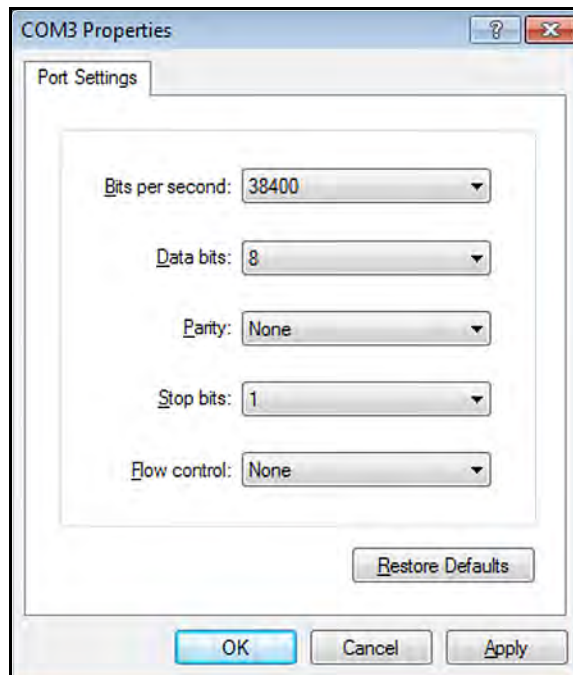 COM3 Properties
Port Settings
Bits per second: 38400
Data bits: 8
Parity: None
Stop bits: 1
Flow control: None
Restore Defaults
OK Cancel Apply